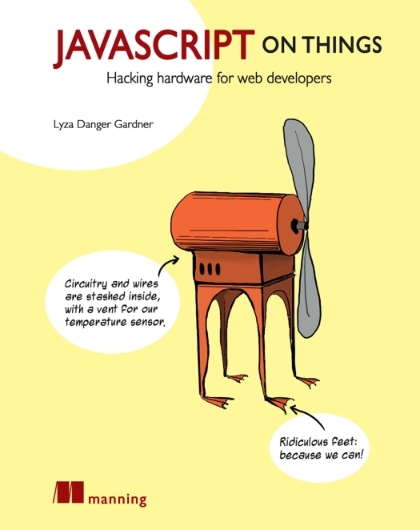 JAVASCRIPT ON THINGS
Hacking hardware for web developers
Lyza Danger Gardner
Circuitry and wires
are stashed inside,
with a vent for our
temperature sensor.
Ridiculous feet:
because we can!
manning